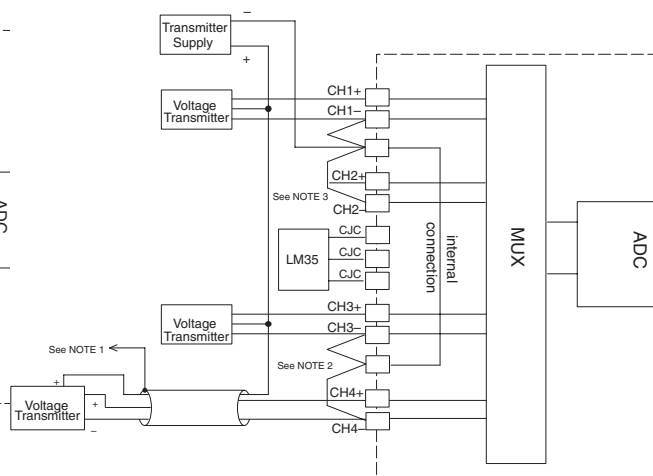 –
Transmitter
Supply
+
CH1+
Voltage
Transmitter
CH1–
CH2+
See NOTE 3
CH2–
ADC
CJC
LM35
CJC
CJC
internal
connection
MUX
ADC
CH3+
Voltage
Transmitter
CH3–
See NOTE 1
See NOTE 2
+
Voltage
Transmitter
+
–
CH4+
CH4–